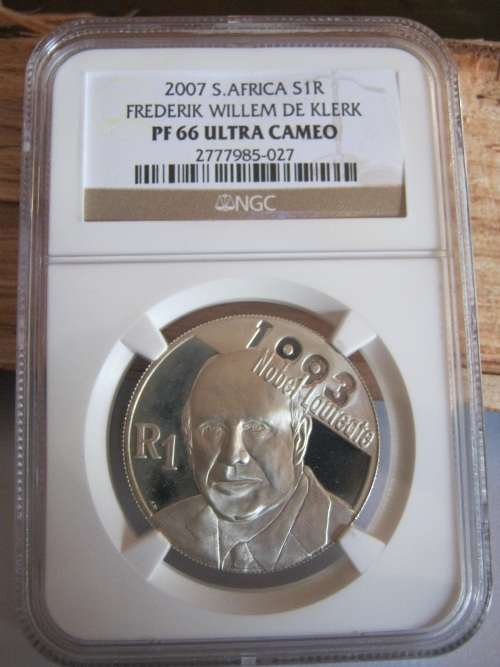 2007 S.AFRICA S1R
FREDERIK WILLEM DE KLERK
PF 66 ULTRA CAMEO
2777985-027
NGC
1993
Nobel Laureate
R1